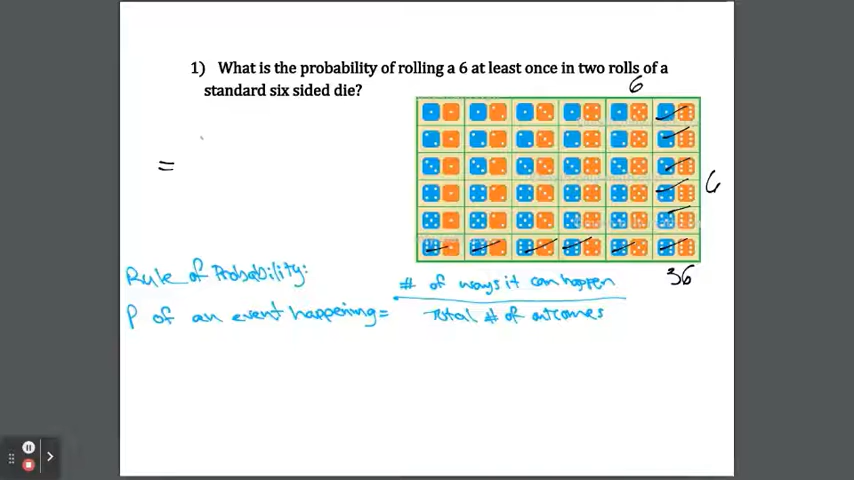 1) What is the probability of rolling a 6 at least once in two rolls of a
standard six sided die?
6
=
6
36
Rule of Probability:
# of ways it can happen
P of an event happening =
Total # of outcomes